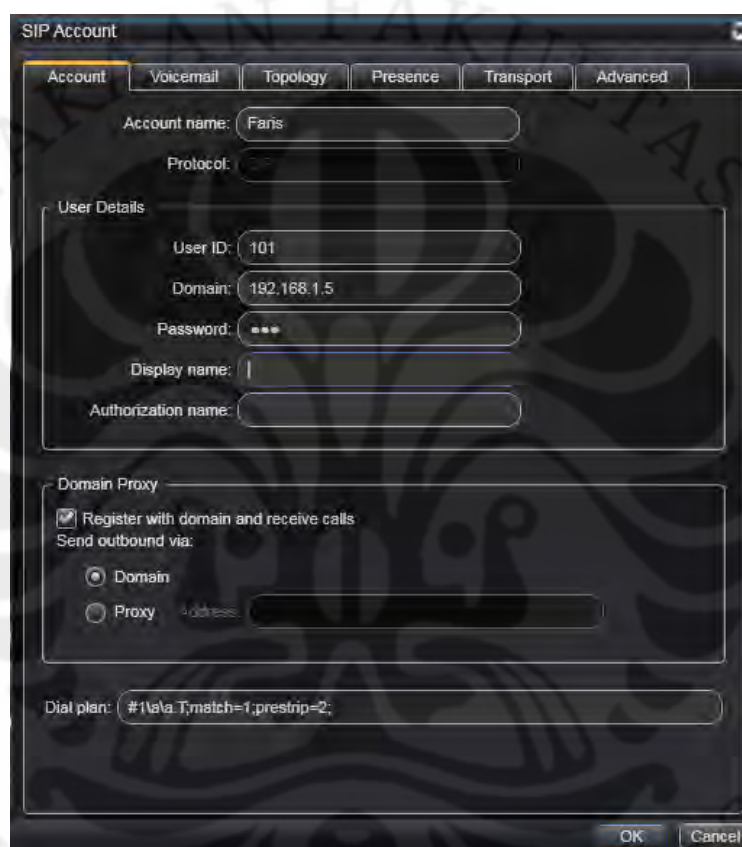 SIP Account
Account Voicemail Topology Presence Transport Advanced
Account name: Faris
Protocol: SIP
User Details
User ID: 101
Domain: 192.168.1.5
Password: ●●●
Display name:
Authorization name:
Domain Proxy
Register with domain and receive calls
Send outbound via:
Domain
Proxy Address:
Dial plan: #1\a\a.T;match=1;prestrip=2;
OK Cancel
FAKULTAS